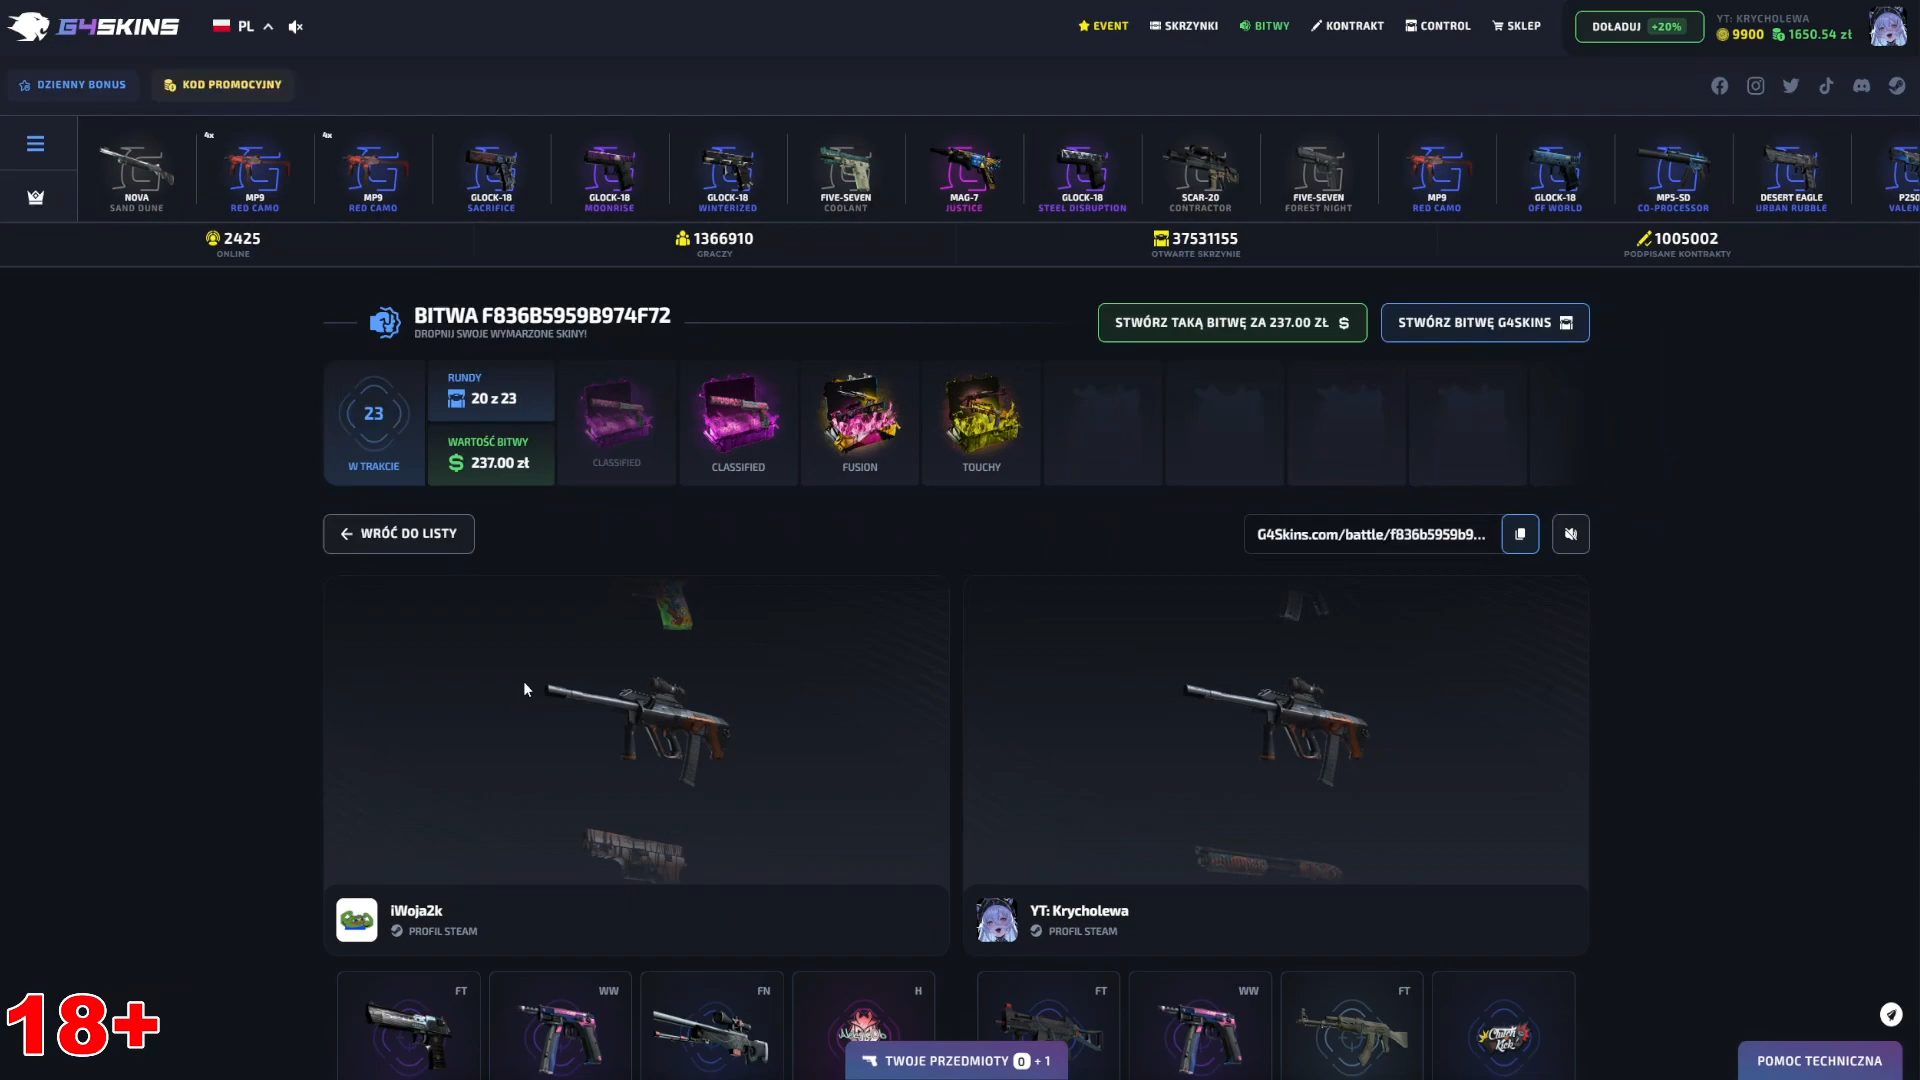 G4SKINS
PL
EVENT
SKRZYNKI
BITWY
KONTRAKT
CONTROL
SKLEP
DOŁADUJ +20%
YT: KRYCHOLEWA
9900 1650.54 zł
DZIENNY BONUS
KOD PROMOCYJNY
NOVA
SAND DUNE
4x
MP9
RED CAMO
4x
MP9
RED CAMO
GLOCK-18
SACRIFICE
GLOCK-18
MOONRISE
GLOCK-18
WINTERIZED
FIVE-SEVEN
COOLANT
MAG-7
JUSTICE
GLOCK-18
STEEL DISRUPTION
SCAR-20
CONTRACTOR
FIVE-SEVEN
FOREST NIGHT
MP9
RED CAMO
GLOCK-18
OFF WORLD
MP5-SD
CO-PROCESSOR
DESERT EAGLE
URBAN RUBBLE
P250
VALEN
2425
ONLINE
1366910
GRACZY
37531155
OTWARTE SKRZYNIE
1005002
PODPISANE KONTRAKTY
BITWA F836B5959B974F72
DROPNIJ SWOJE WYMARZONE SKINY!
STWÓRZ TAKĄ BITWĘ ZA 237.00 ZŁ
STWÓRZ BITWĘ G4SKINS
23
W TRAKCIE
RUNDY
20 z 23
WARTOŚĆ BITWY
237.00 zł
CLASSIFIED
CLASSIFIED
FUSION
TOUCHY
WRÓĆ DO LISTY
G4Skins.com/battle/f836b5959b9...
iWoja2k
PROFIL STEAM
YT: Krycholewa
PROFIL STEAM
FT
WW
FN
H
FT
WW
FT
Clutch
Kick
18+
TWOJE PRZEDMIOTY 0 + 1
POMOC TECHNICZNA